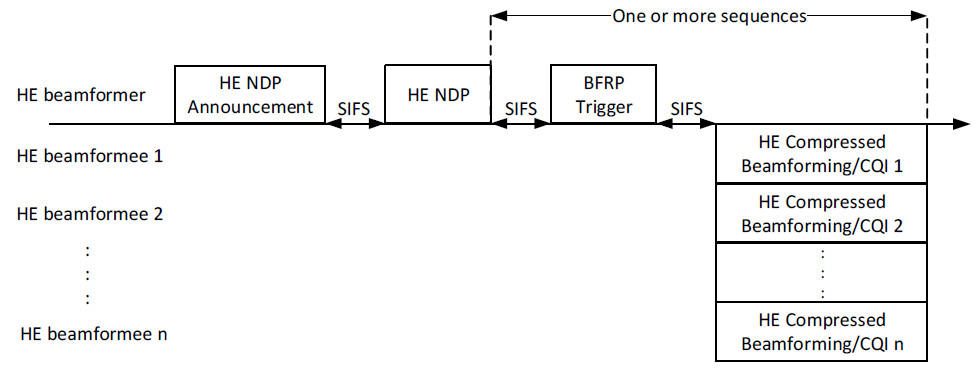 One or more sequences
HE beamformer
HE NDP
Announcement
SIFS
HE NDP
SIFS
BFRP
Trigger
SIFS
HE beamformee 1
HE Compressed
Beamforming/CQI 1
HE beamformee 2
HE Compressed
Beamforming/CQI 2
:
:
:
:
:
:
HE beamformee n
HE Compressed
Beamforming/CQI n